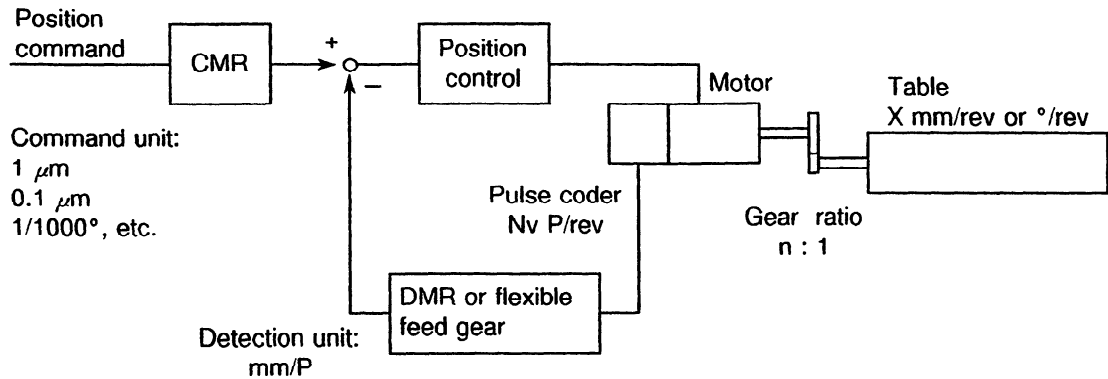 Position
command
CMR
+
−
Position
control
Motor
Table
X mm/rev or °/rev
Command unit:
1 μm
0.1 μm
1/1000°, etc.
Pulse coder
Nv P/rev
Gear ratio
n : 1
DMR or flexible
feed gear
Detection unit:
mm/P